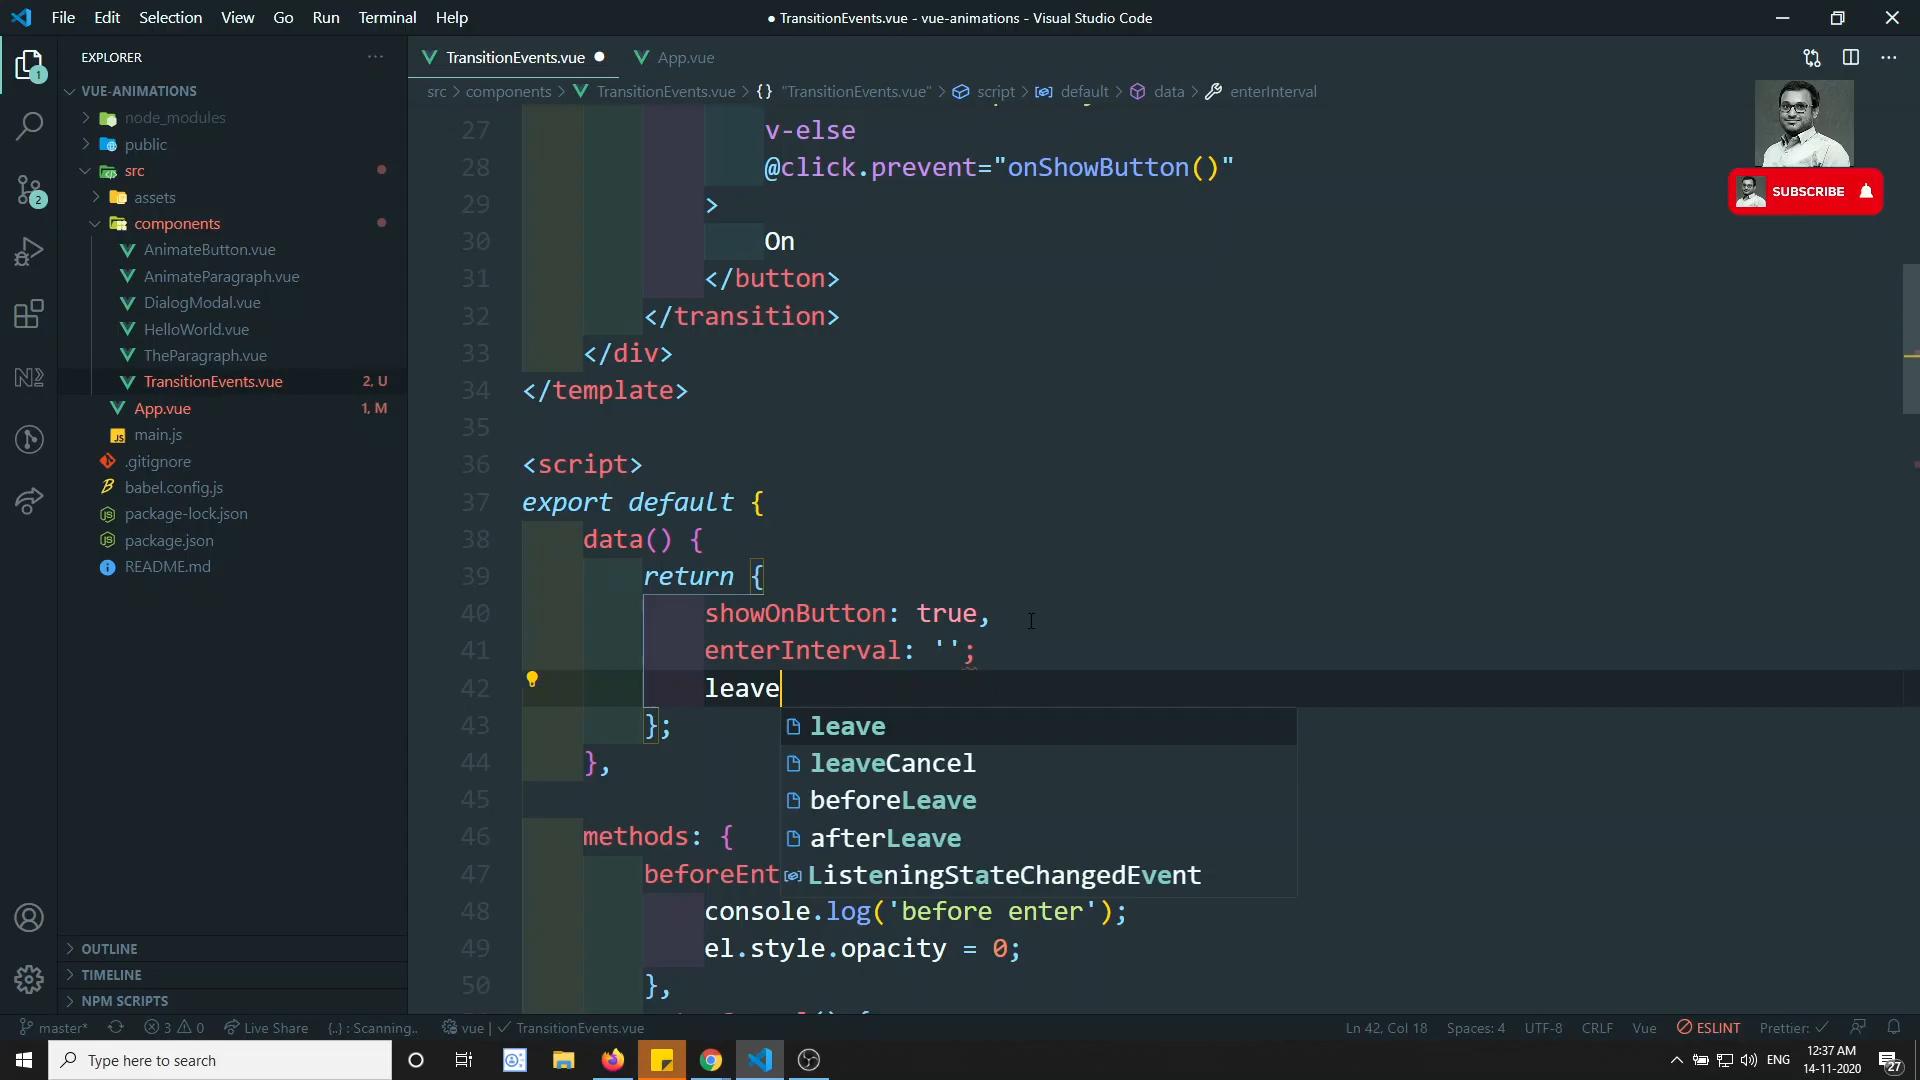 File Edit Selection View Go Run Terminal Help
● TransitionEvents.vue - vue-animations - Visual Studio Code
EXPLORER
TransitionEvents.vue
App.vue
VUE-ANIMATIONS
src > components > TransitionEvents.vue > {} "TransitionEvents.vue" > script > default > data > enterInterval
node_modules
public
src
assets
components
AnimateButton.vue
AnimateParagraph.vue
DialogModal.vue
HelloWorld.vue
TheParagraph.vue
TransitionEvents.vue 2, U
App.vue 1, M
main.js
.gitignore
babel.config.js
package-lock.json
package.json
README.md
OUTLINE
TIMELINE
NPM SCRIPTS
1
2
SUBSCRIBE
27 v-else
28 @click.prevent="onShowButton()"
29 >
30 On
31 </button>
32 </transition>
33 </div>
34 </template>
35
36 <script>
37 export default {
38 data() {
39 return {
40 showOnButton: true,
41 enterInterval: '';
42 leave
43 };
44 },
45
46 methods: {
47 beforeEnt
48 console.log('before enter');
49 el.style.opacity = 0;
50 },
leave
leaveCancel
beforeLeave
afterLeave
ListeningStateChangedEvent
master* 3 0 Live Share {..} : Scanning.. vue | TransitionEvents.vue
Ln 42, Col 18 Spaces: 4 UTF-8 CRLF Vue ESLINT Prettier: ✓
Type here to search
ENG
12:37 AM
14-11-2020
27